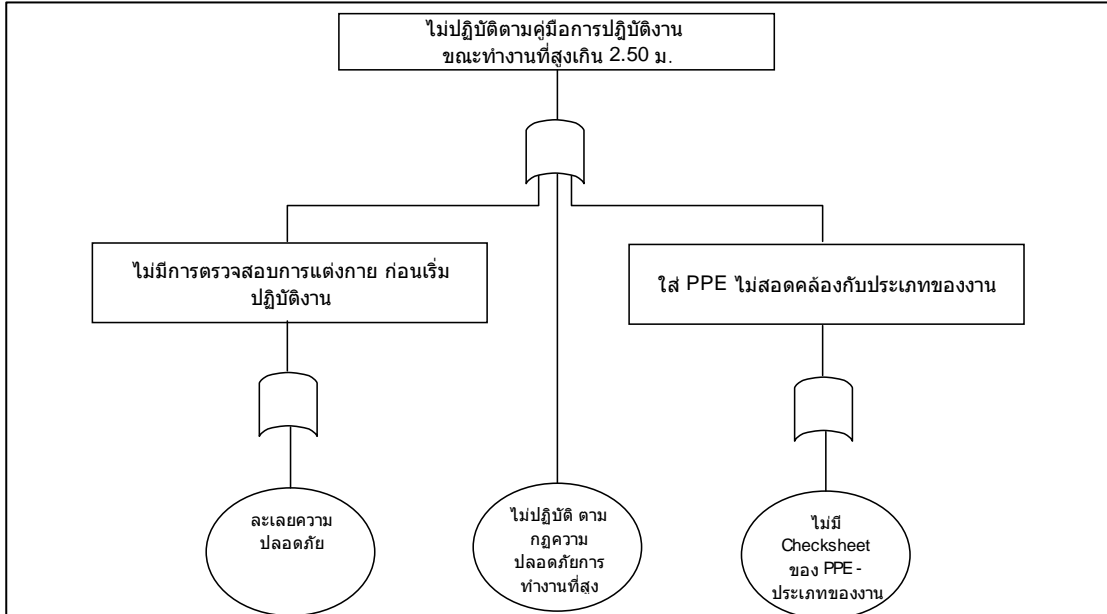 ไม่ปฏิบัติตามคู่มือการปฏิบัติงาน
ขณะทำงานที่สูงเกิน 2.50 ม.
ไม่มีการตรวจสอบการแต่งกาย ก่อนเริ่ม
ปฏิบัติงาน
ใส่ PPE ไม่สอดคล้องกับประเภทของงาน
ละเลยความ
ปลอดภัย
ไม่ปฏิบัติ ตาม
กฏความ
ปลอดภัยการ
ทำงานที่สูง
ไม่มี
Checksheet
ของ PPE -
ประเภทของงาน